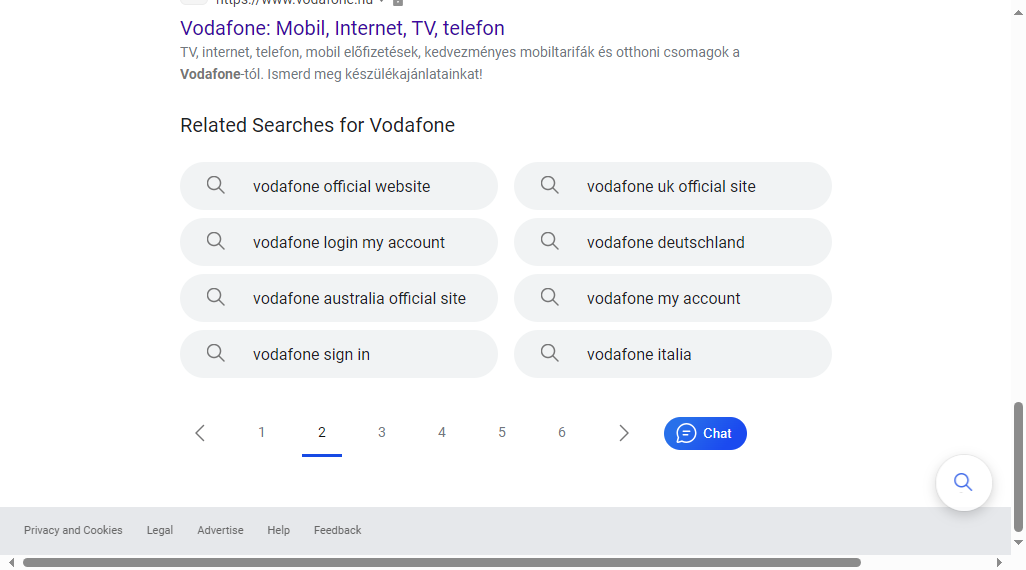 https://www.vodafone.hu
Vodafone: Mobil, Internet, TV, telefon
TV, internet, telefon, mobil előfizetések, kedvezményes mobiltarifák és otthoni csomagok a
Vodafone-tól. Ismerd meg készülékajánlatainkat!
Related Searches for Vodafone
vodafone official website
vodafone uk official site
vodafone login my account
vodafone deutschland
vodafone australia official site
vodafone my account
vodafone sign in
vodafone italia
1 2 3 4 5 6 Chat
Privacy and Cookies Legal Advertise Help Feedback